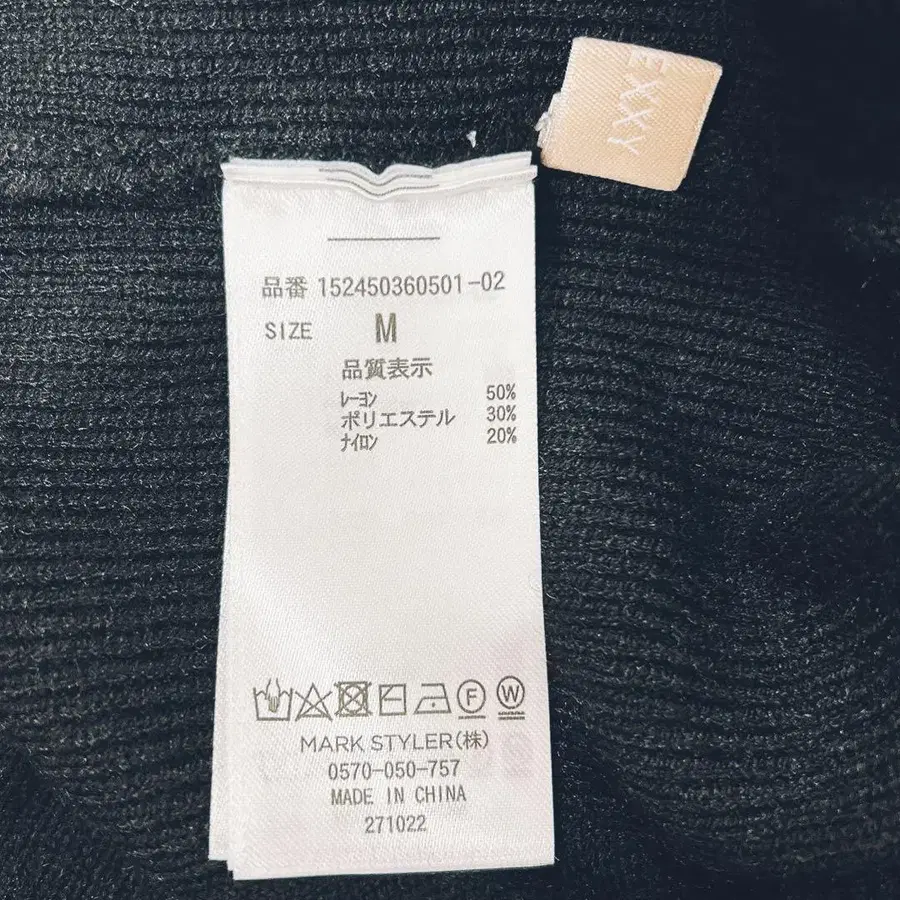 EXXY
品番 152450360501-02
SIZE M
品質表示
レーヨン 50%
ポリエステル 30%
ナイロン 20%
F W
MARK STYLER(株)
0570-050-757
MADE IN CHINA
271022